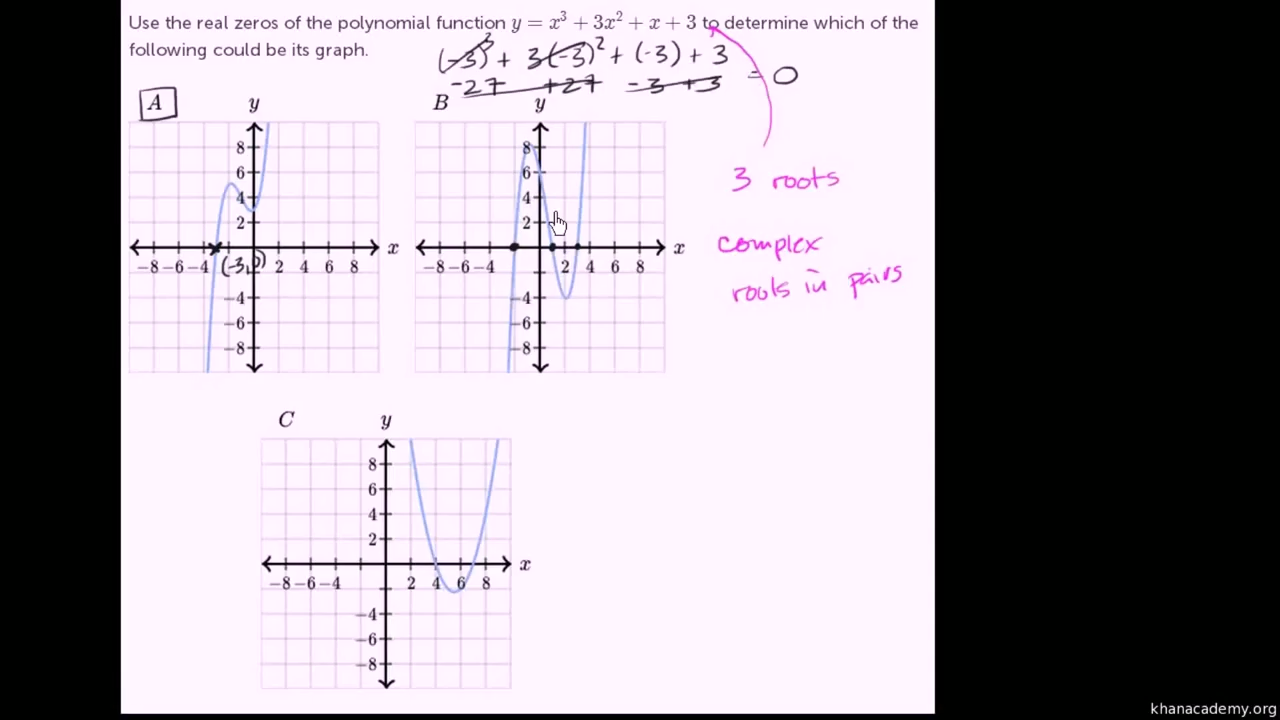 Use the real zeros of the polynomial function y = x³ + 3x² + x + 3 to determine which of the
following could be its graph.
(-3)³ + 3(-3)² + (-3) + 3
-27 +27 -3 +3 = 0
A y
8
6
4
2
x
-8 -6 -4 (-3,0) 2 4 6 8
-4
-6
-8
B y
8
6
4
2
x
-8 -6 -4 2 4 6 8
-4
-6
-8
3 roots
complex
roots in pairs
C y
8
6
4
2
x
-8 -6 -4 2 4 6 8
-4
-6
-8
khanacademy.org